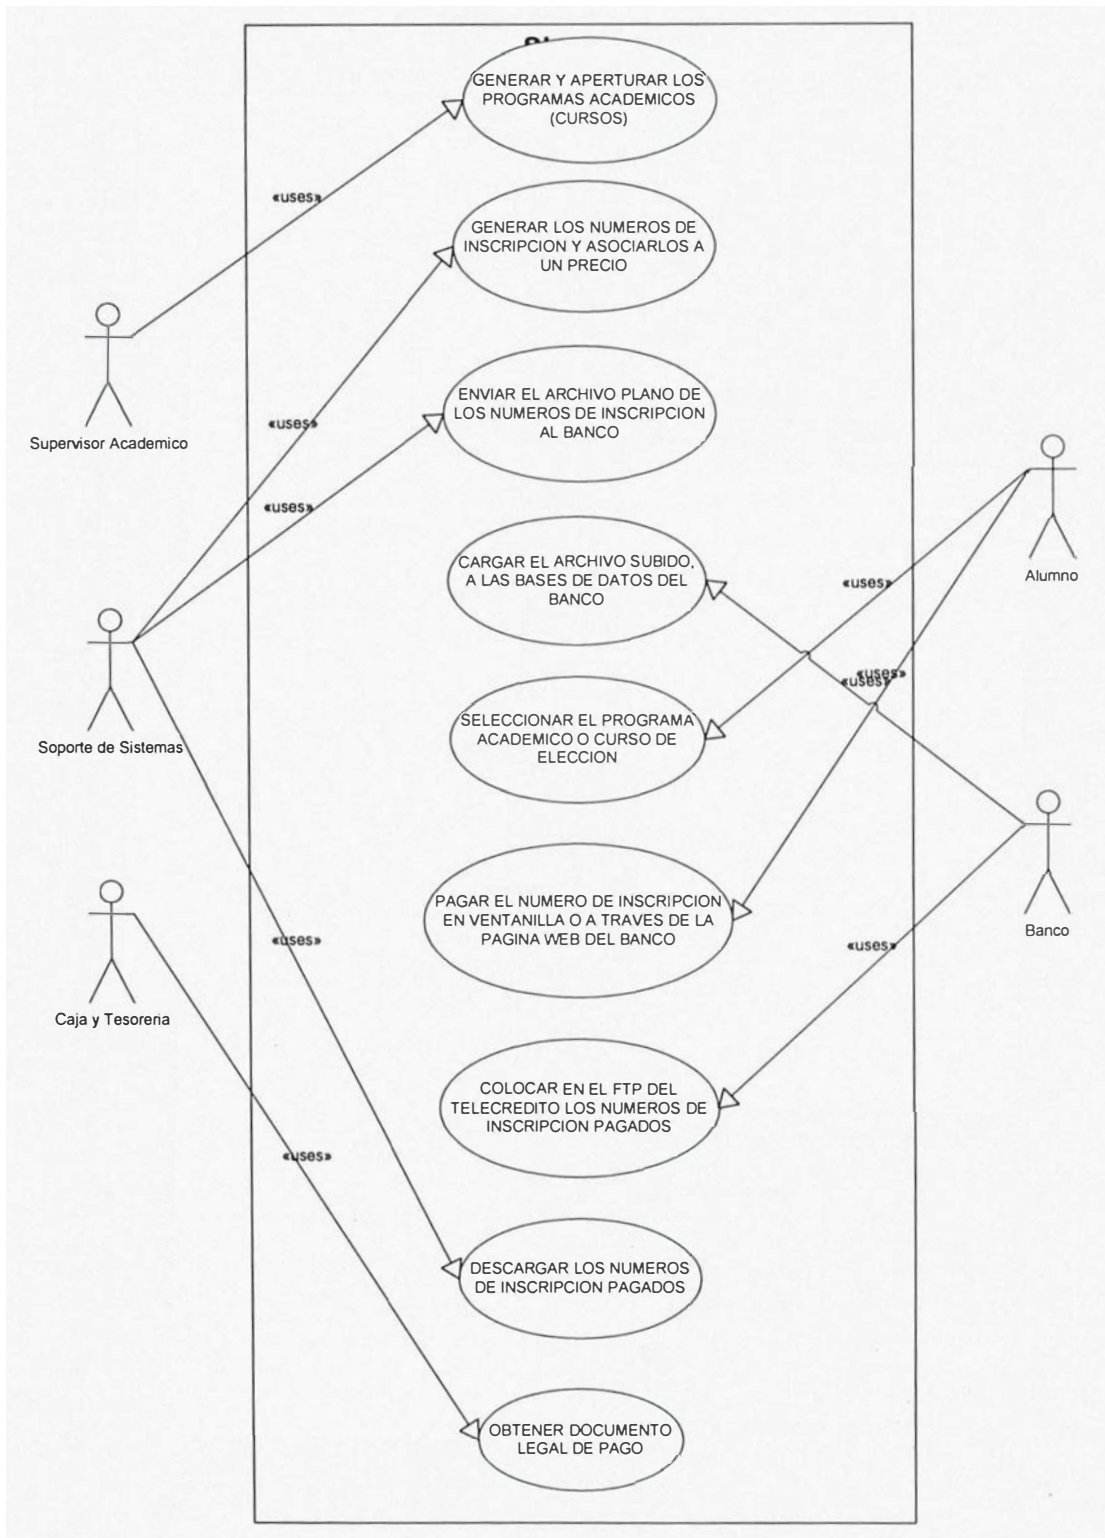 GENERAR Y APERTURAR LOS
PROGRAMAS ACADEMICOS
(CURSOS)
«uses»
GENERAR LOS NUMEROS DE
INSCRIPCION Y ASOCIARLOS A
UN PRECIO
Supervisor Academico
«uses»
ENVIAR EL ARCHIVO PLANO DE
LOS NUMEROS DE INSCRIPCION
AL BANCO
«uses»
CARGAR EL ARCHIVO SUBIDO,
A LAS BASES DE DATOS DEL
BANCO
«uses»
Alumno
«uses»
«uses»
SELECCIONAR EL PROGRAMA
ACADEMICO O CURSO DE
ELECCION
Soporte de Sistemas
PAGAR EL NUMERO DE INSCRIPCION
EN VENTANILLA O A TRAVES DE LA
PAGINA WEB DEL BANCO
«uses»
«uses»
Banco
Caja y Tesoreria
COLOCAR EN EL FTP DEL
TELECREDITO LOS NUMEROS DE
INSCRIPCION PAGADOS
«uses»
DESCARGAR LOS NUMEROS
DE INSCRIPCION PAGADOS
OBTENER DOCUMENTO
LEGAL DE PAGO